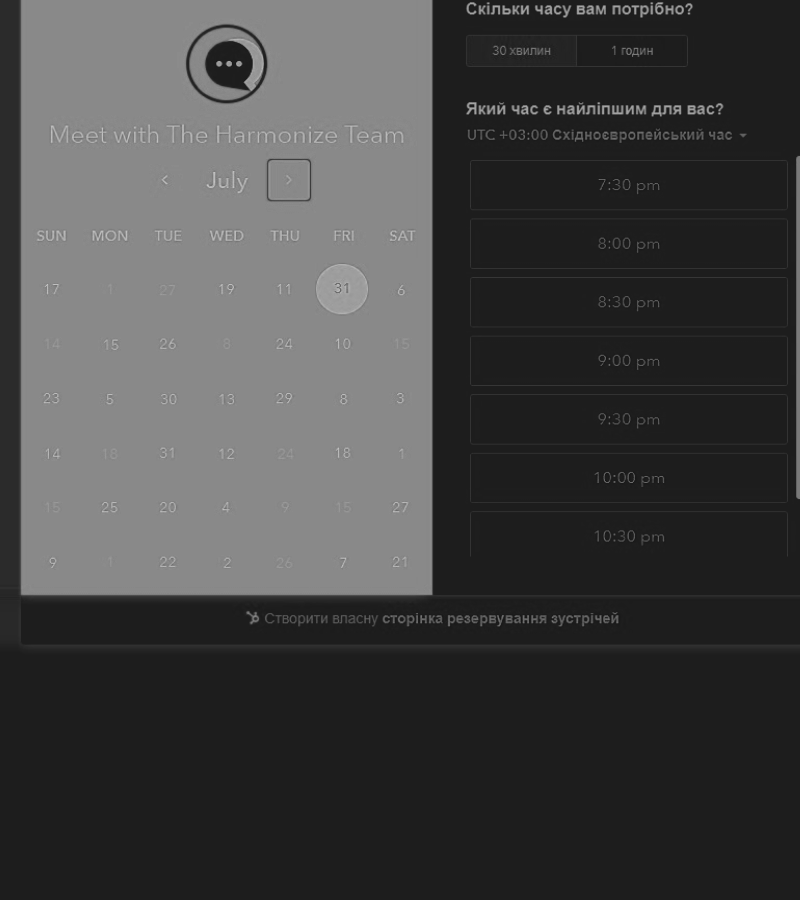 Meet with The Harmonize Team
July
SUN MON TUE WED THU FRI SAT
17 1 27 19 11 31 6
14 15 26 8 24 10 15
23 5 30 13 29 8 3
14 18 31 12 24 18 1
15 25 20 4 9 15 27
9 4 22 2 26 7 21
Скільки часу вам потрібно?
30 хвилин 1 годин
Який час є найліпшим для вас?
UTC +03:00 Східноєвропейський час
7:30 pm
8:00 pm
8:30 pm
9:00 pm
9:30 pm
10:00 pm
10:30 pm
Створити власну сторінка резервування зустрічей